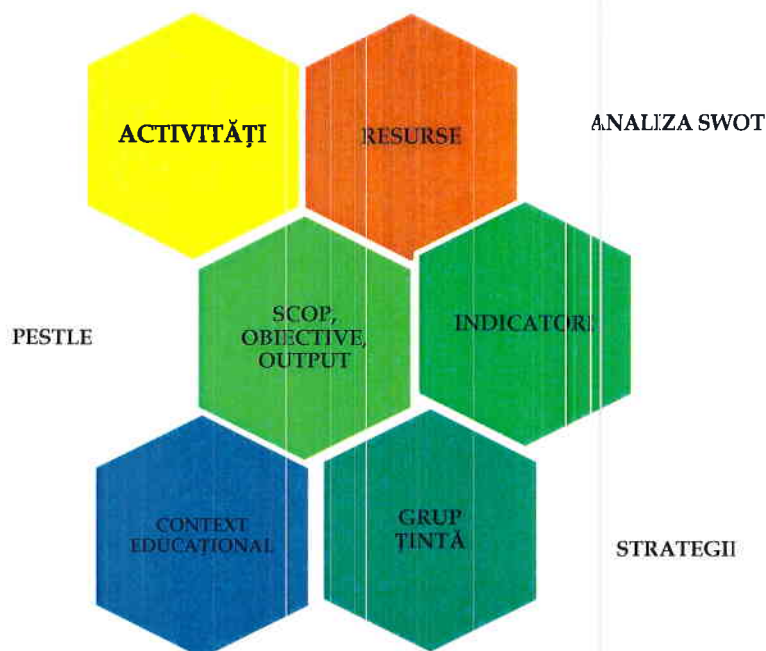 ACTIVITĂȚI
RESURSE
ANALIZA SWOT
SCOP,
OBIECTIVE,
OUTPUT
INDICATORI
PESTLE
CONTEXT
EDUCAȚIONAL
GRUP
ȚINTĂ
STRATEGII